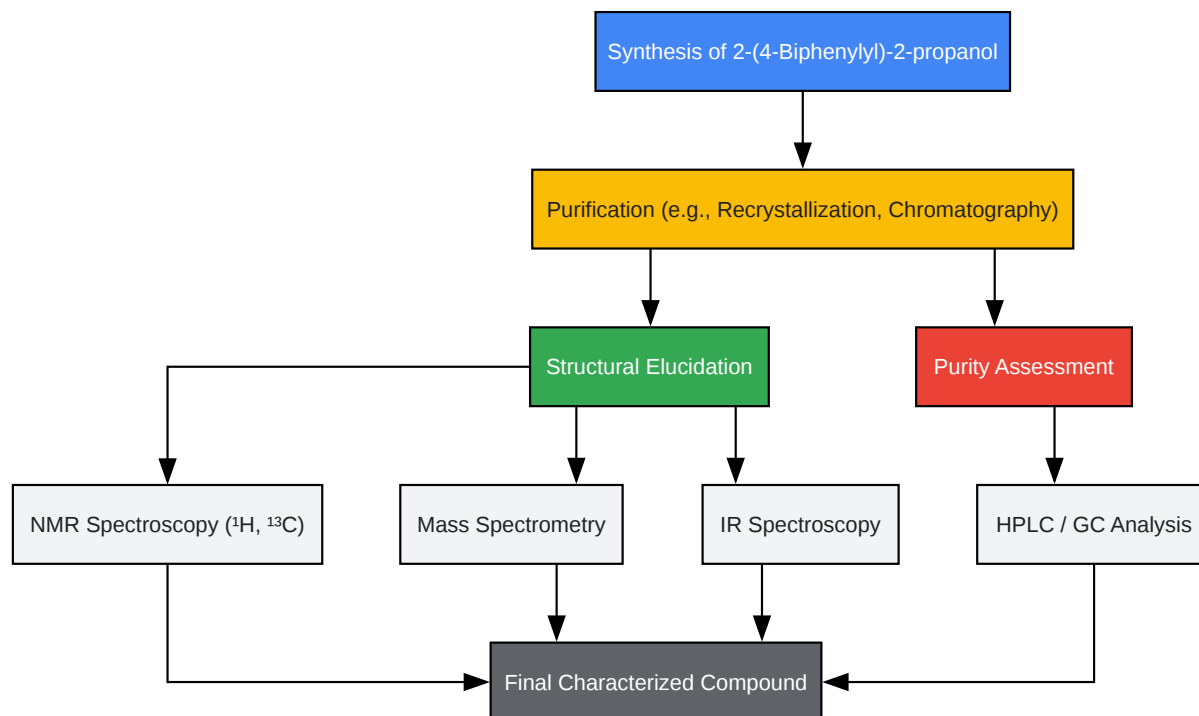 Synthesis of 2-(4-Biphenylyl)-2-propanol
Purification (e.g., Recrystallization, Chromatography)
Structural Elucidation
Purity Assessment
NMR Spectroscopy (¹H, ¹³C)
Mass Spectrometry
IR Spectroscopy
HPLC / GC Analysis
Final Characterized Compound